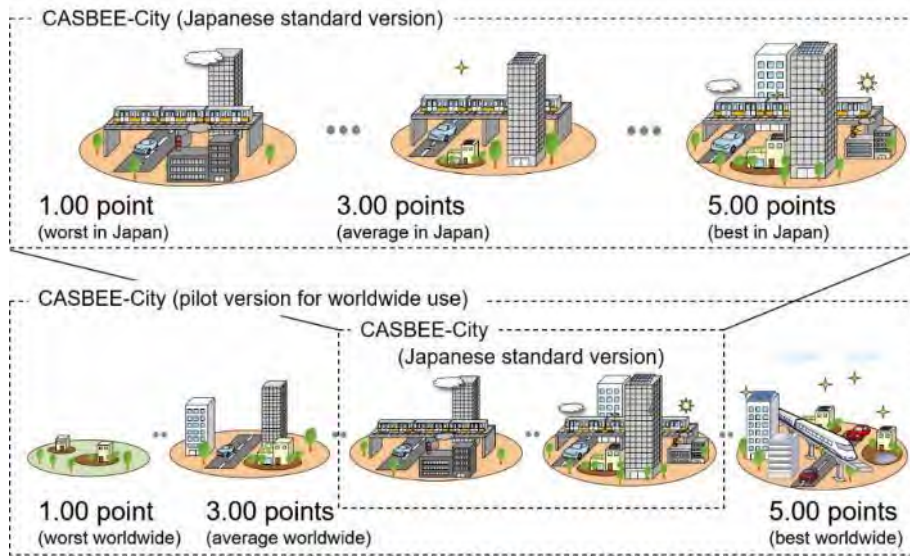 CASBEE-City (Japanese standard version)
1.00 point
(worst in Japan)
3.00 points
(average in Japan)
5.00 points
(best in Japan)
CASBEE-City (pilot version for worldwide use)
CASBEE-City
(Japanese standard version)
1.00 point
(worst worldwide)
3.00 points
(average worldwide)
5.00 points
(best worldwide)